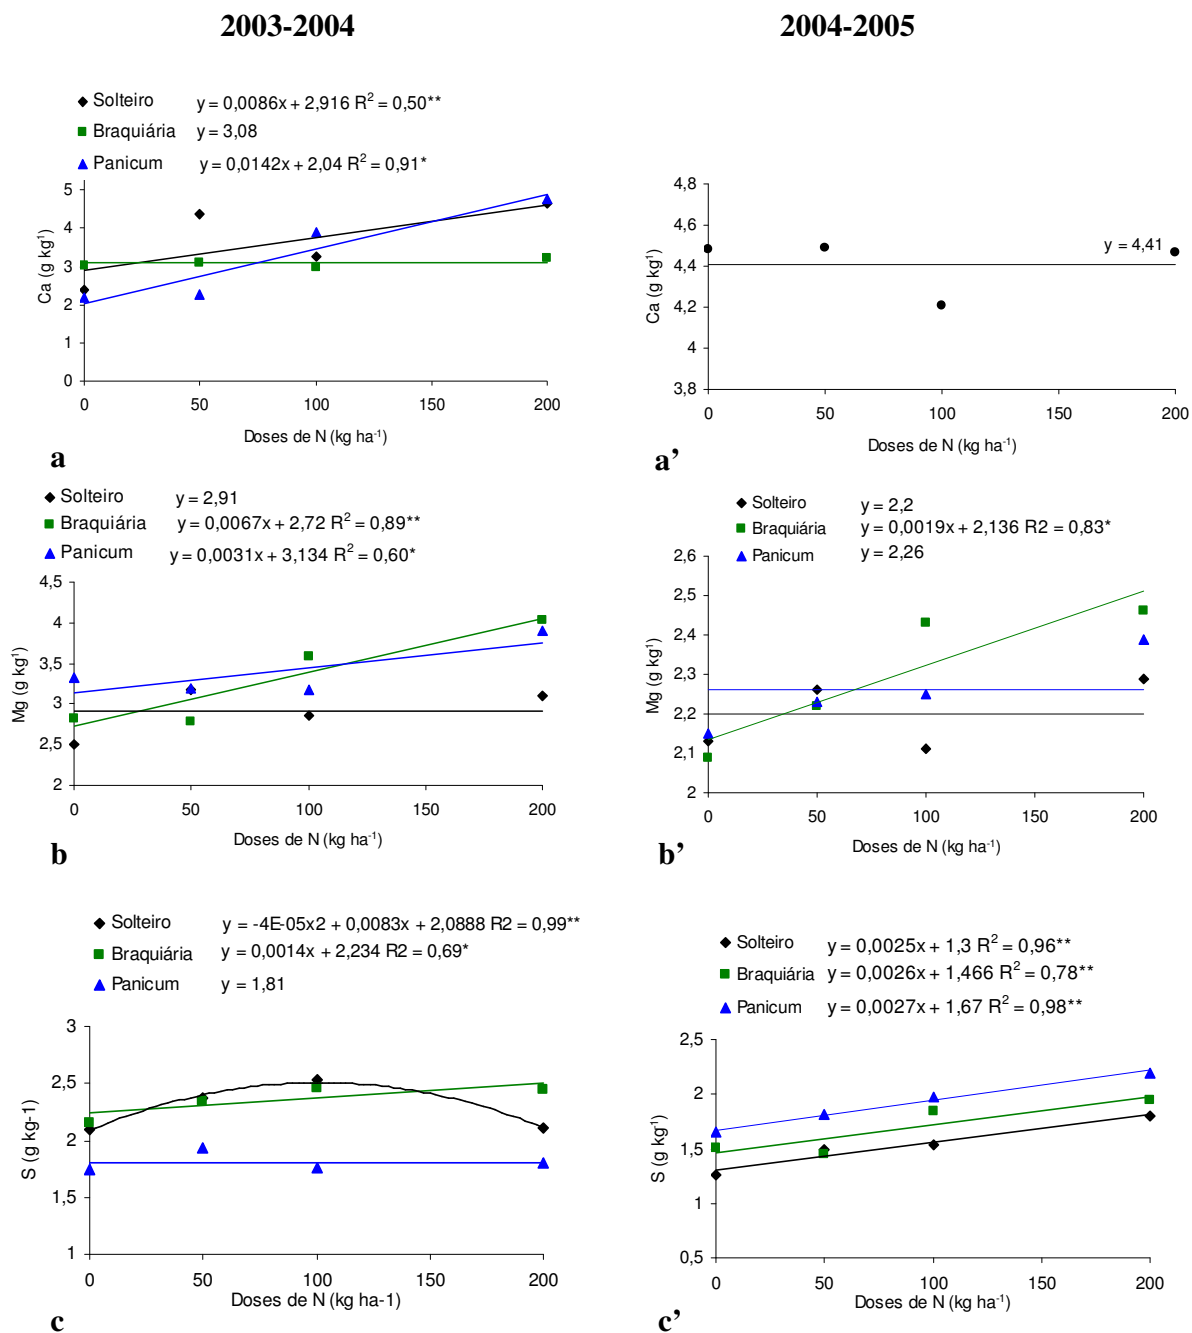 2003-2004
2004-2005
Solteiro y = 0,0086x + 2,916 R² = 0,50**
Braquiária y = 3,08
Panicum y = 0,0142x + 2,04 R² = 0,91*
5
4
3
2
1
0
Ca (g kg¹)
0 50 100 150 200
Doses de N (kg ha⁻¹)
a
4,8
4,6
4,4
4,2
4
3,8
Ca (g kg¹)
y = 4,41
0 50 100 150 200
Doses de N (kg ha⁻¹)
a’
Solteiro y = 2,91
Braquiária y = 0,0067x + 2,72 R² = 0,89**
Panicum y = 0,0031x + 3,134 R² = 0,60*
4,5
4
3,5
3
2,5
2
Mg (g kg¹)
0 50 100 150 200
Doses de N (kg ha⁻¹)
b
Solteiro y = 2,2
Braquiária y = 0,0019x + 2,136 R2 = 0,83*
Panicum y = 2,26
2,6
2,5
2,4
2,3
2,2
2,1
2
Mg (g kg¹)
0 50 100 150 200
Doses de N (kg ha⁻¹)
b’
Solteiro y = -4E-05x2 + 0,0083x + 2,0888 R2 = 0,99**
Braquiária y = 0,0014x + 2,234 R2 = 0,69*
Panicum y = 1,81
3
2,5
2
1,5
1
S (g kg-1)
0 50 100 150 200
Doses de N (kg ha-1)
c
Solteiro y = 0,0025x + 1,3 R² = 0,96**
Braquiária y = 0,0026x + 1,466 R² = 0,78**
Panicum y = 0,0027x + 1,67 R² = 0,98**
2,5
2
1,5
1
0,5
S (g kg¹)
0 50 100 150 200
Doses de N (kg ha⁻¹)
c’